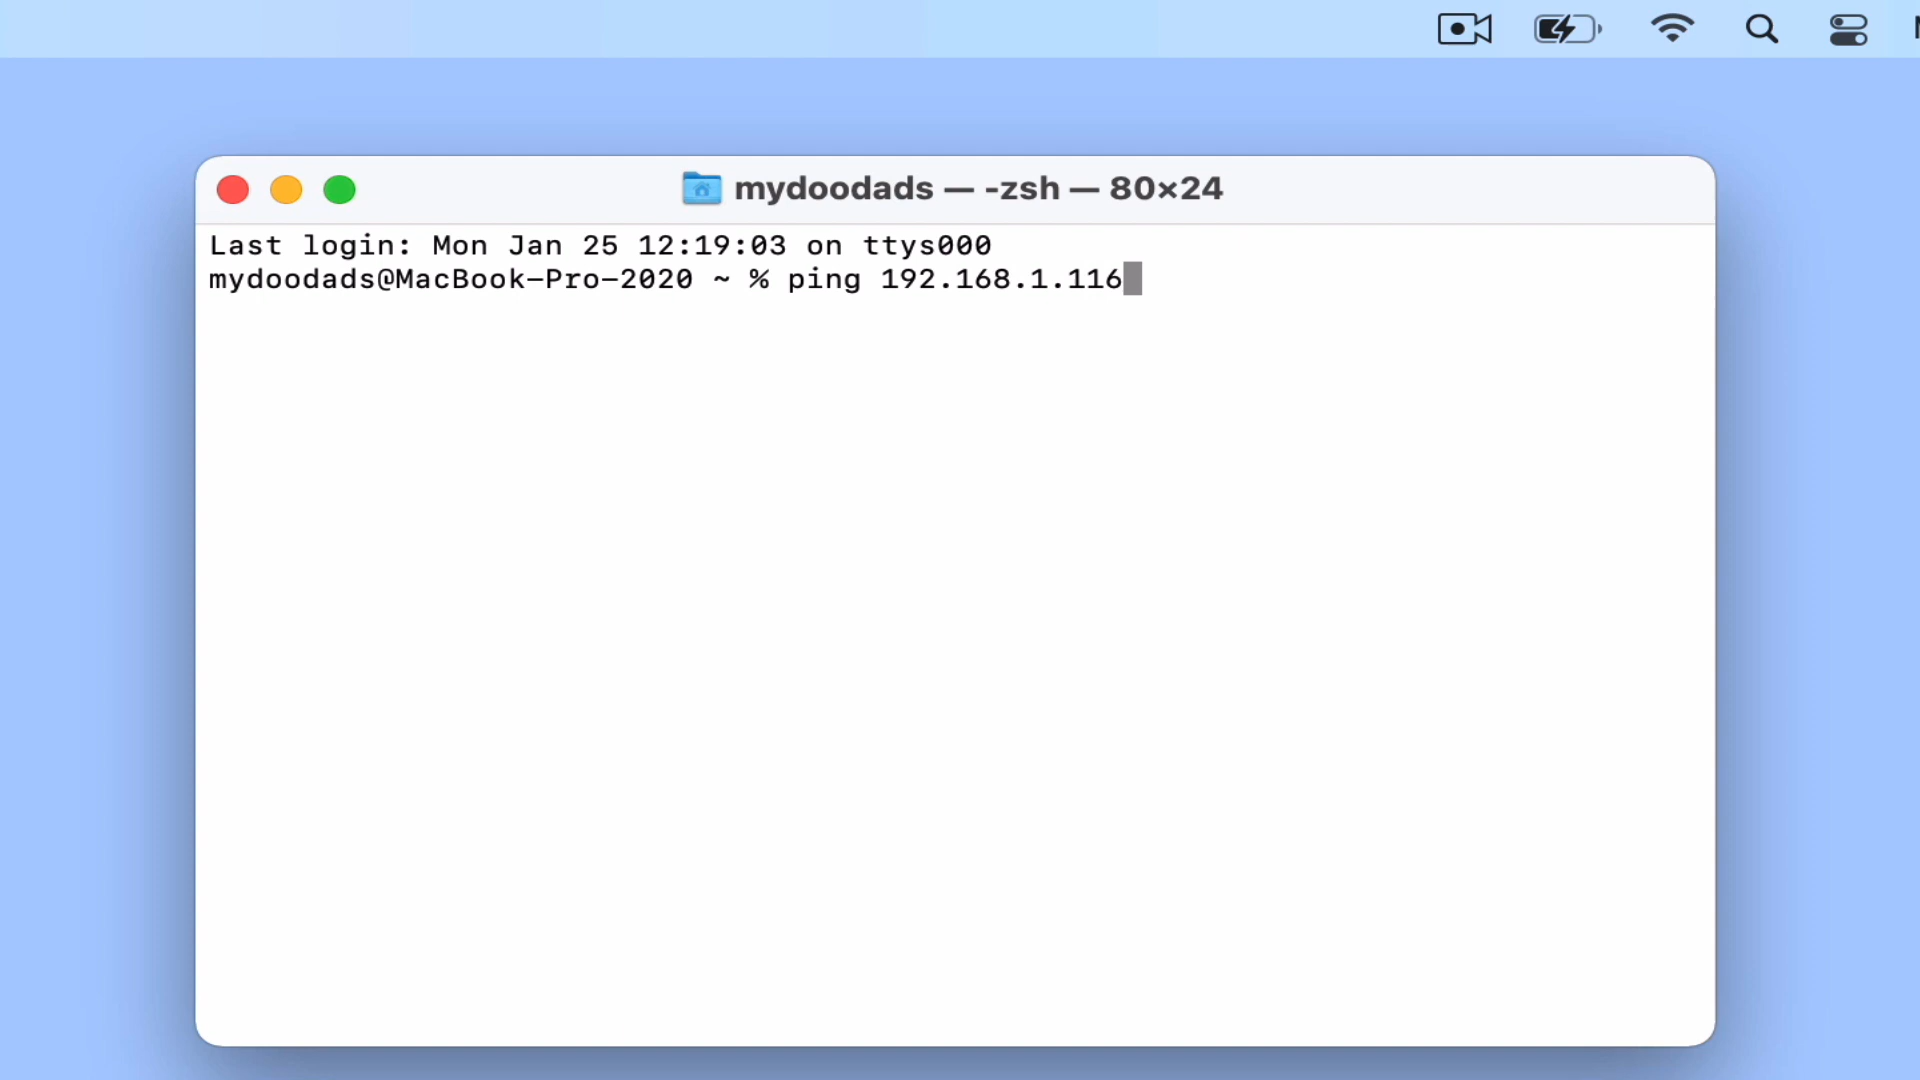 mydoodads — -zsh — 80×24
Last login: Mon Jan 25 12:19:03 on ttys000
mydoodads@MacBook-Pro-2020 ~ % ping 192.168.1.116